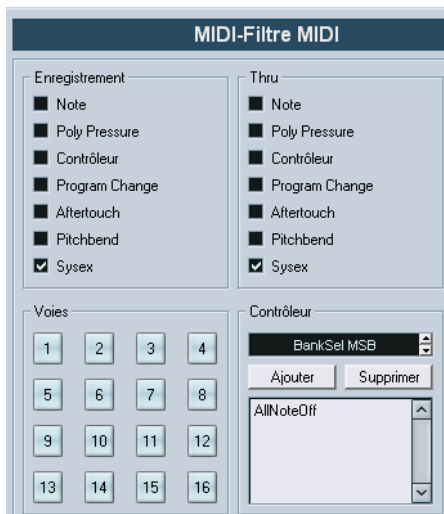 MIDI-Filtre MIDI
Enregistrement
Note
Poly Pressure
Contrôleur
Program Change
Aftertouch
Pitchbend
Sysex
Thru
Note
Poly Pressure
Contrôleur
Program Change
Aftertouch
Pitchbend
Sysex
Voies
1 2 3 4
5 6 7 8
9 10 11 12
13 14 15 16
Contrôleur
BankSel MSB
Ajouter Supprimer
AllNoteOff